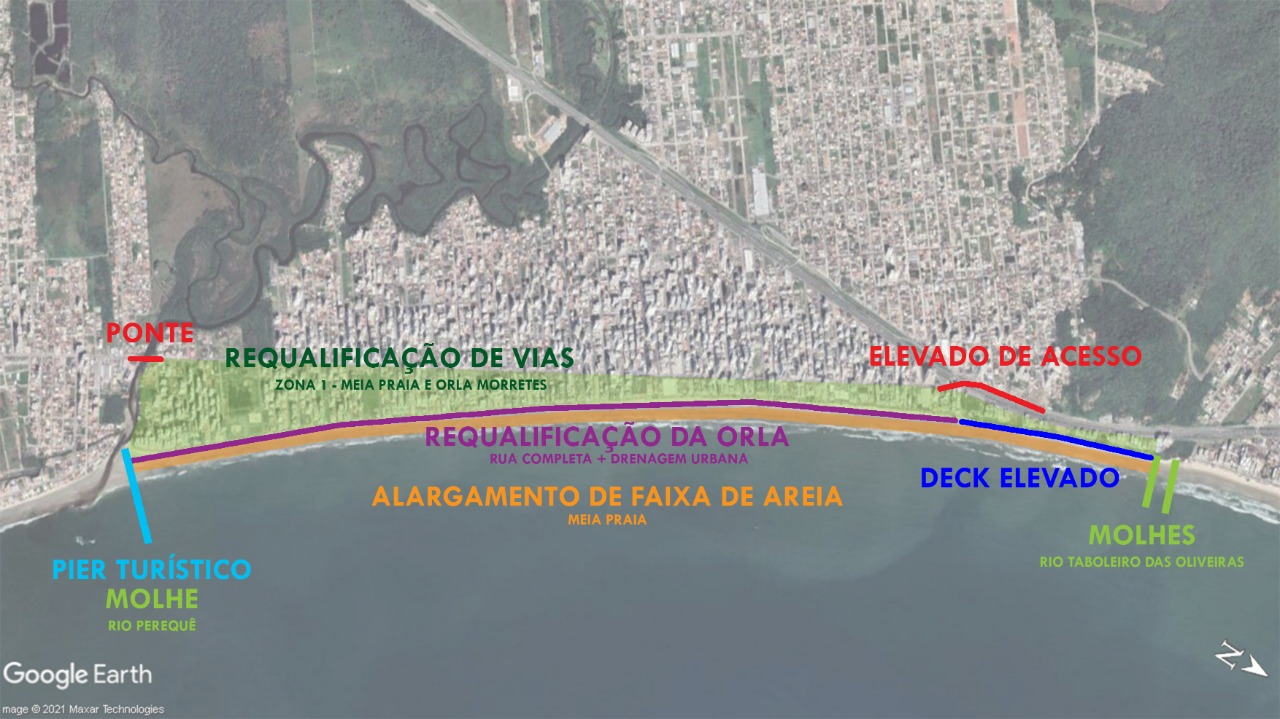 PONTE
REQUALIFICAÇÃO DE VIAS
ZONA 1 - MEIA PRAIA E ORLA MORRETES
ELEVADO DE ACESSO
REQUALIFICAÇÃO DA ORLA
RUA COMPLETA + DRENAGEM URBANA
DECK ELEVADO
ALARGAMENTO DE FAIXA DE AREIA
MEIA PRAIA
MOLHES
RIO TABOLEIRO DAS OLIVEIRAS
PIER TURÍSTICO
MOLHE
RIO PEREQUÊ
N
Google Earth
mage © 2021 Maxar Technologies